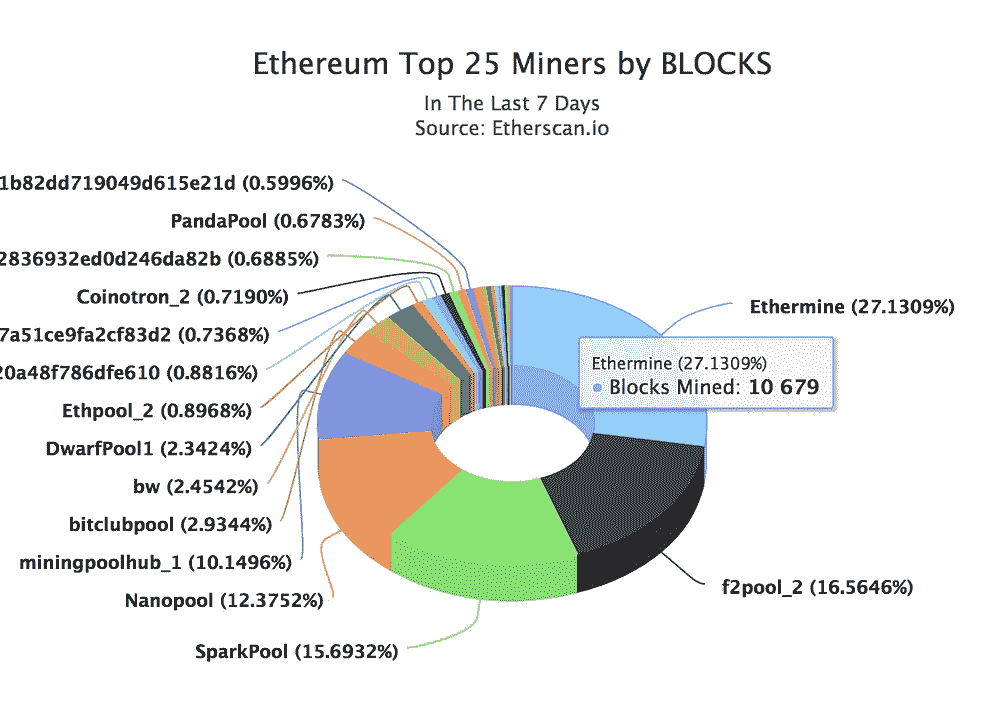 Ethereum Top 25 Miners by BLOCKS
In The Last 7 Days
Source: Etherscan.io
1b82dd719049d615e21d (0.5996%)
PandaPool (0.6783%)
2836932ed0d246da82b (0.6885%)
Coinotron_2 (0.7190%)
7a51ce9fa2cf83d2 (0.7368%)
20a48f786dfe610 (0.8816%)
Ethpool_2 (0.8968%)
DwarfPool1 (2.3424%)
bw (2.4542%)
bitclubpool (2.9344%)
miningpoolhub_1 (10.1496%)
Nanopool (12.3752%)
SparkPool (15.6932%)
Ethermine (27.1309%)
Ethermine (27.1309%)
Blocks Mined: 10 679
f2pool_2 (16.5646%)